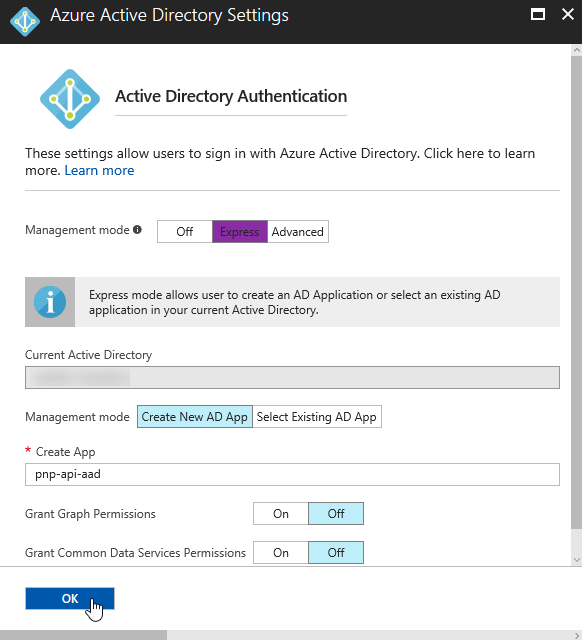 Azure Active Directory Settings
Active Directory Authentication
These settings allow users to sign in with Azure Active Directory. Click here to learn
more. Learn more
Management mode Off Express Advanced
Express mode allows user to create an AD Application or select an existing AD
application in your current Active Directory.
Current Active Directory
Management mode Create New AD App Select Existing AD App
* Create App
pnp-api-aad
Grant Graph Permissions On Off
Grant Common Data Services Permissions On Off
OK